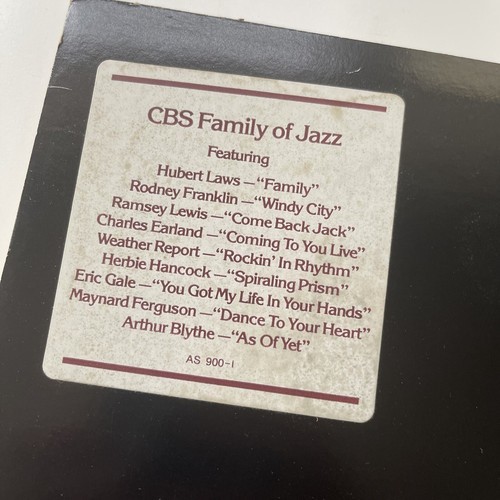 CBS Family of Jazz
Featuring
Hubert Laws —“Family”
Rodney Franklin —“Windy City”
Ramsey Lewis —“Come Back Jack”
Charles Earland —“Coming To You Live”
Weather Report —“Rockin’ In Rhythm”
Herbie Hancock —“Spiraling Prism”
Eric Gale —“You Got My Life In Your Hands”
Maynard Ferguson —“Dance To Your Heart”
Arthur Blythe —“As Of Yet”
AS 900-1